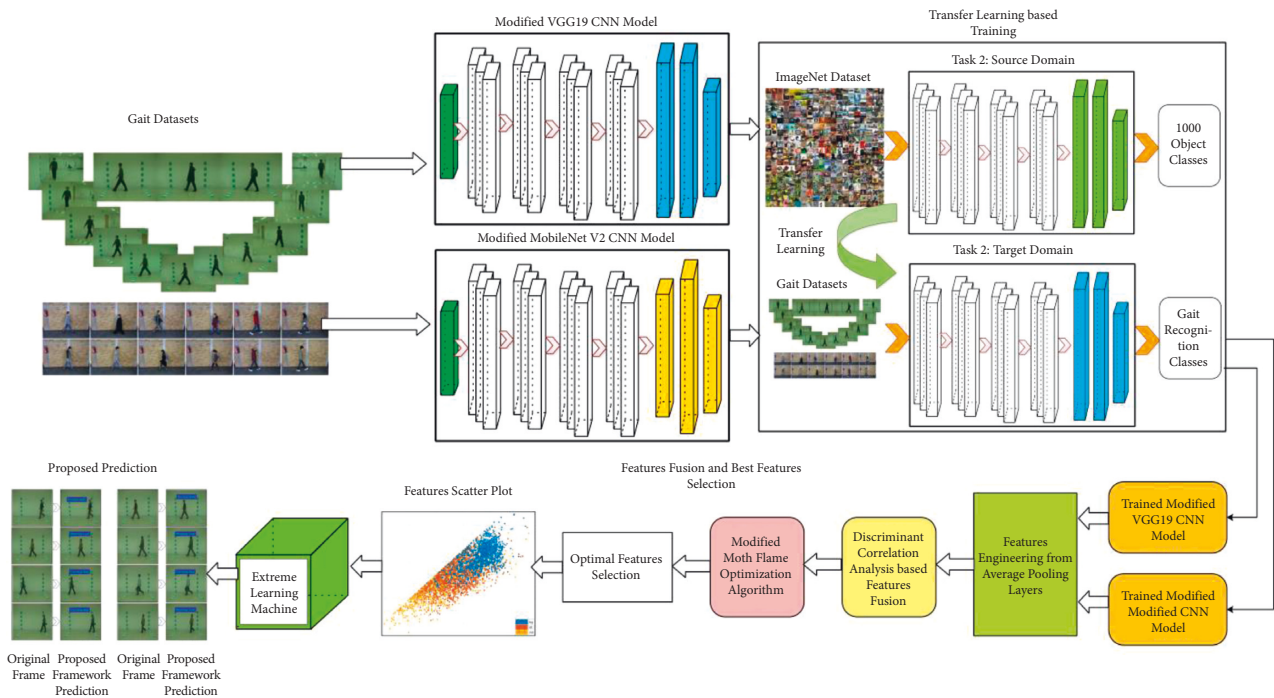 Modified VGG19 CNN Model
Transfer Learning based
Training
Gait Datasets
ImageNet Dataset
Task 2: Source Domain
1000
Object
Classes
Modified MobileNet V2 CNN Model
Transfer
Learning
Task 2: Target Domain
Gait Datasets
Gait
Recogni-
tion
Classes
Proposed Prediction
Features Scatter Plot
Features Fusion and Best Features
Selection
Trained Modified
VGG19 CNN
Model
Trained Modified
Modified CNN
Model
Features
Engineering from
Average Pooling
Layers
Discriminant
Correlation
Analysis based
Features
Fusion
Modified
Moth Flame
Optimization
Algorithm
Optimal Features
Selection
Extreme
Learning
Machine
Original
Frame
Proposed
Framework
Prediction
Original
Frame
Proposed
Framework
Prediction